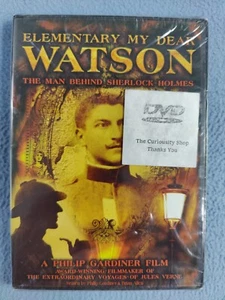 ELEMENTARY MY DEAR
WATSON
THE MAN BEHIND SHERLOCK HOLMES
DVD
The Curiosity Shop
Thanks You
A PHILIP GARDINER FILM
AWARD-WINNING FILMMAKER OF
THE EXTRAORDINARY VOYAGES OF JULES VERNE